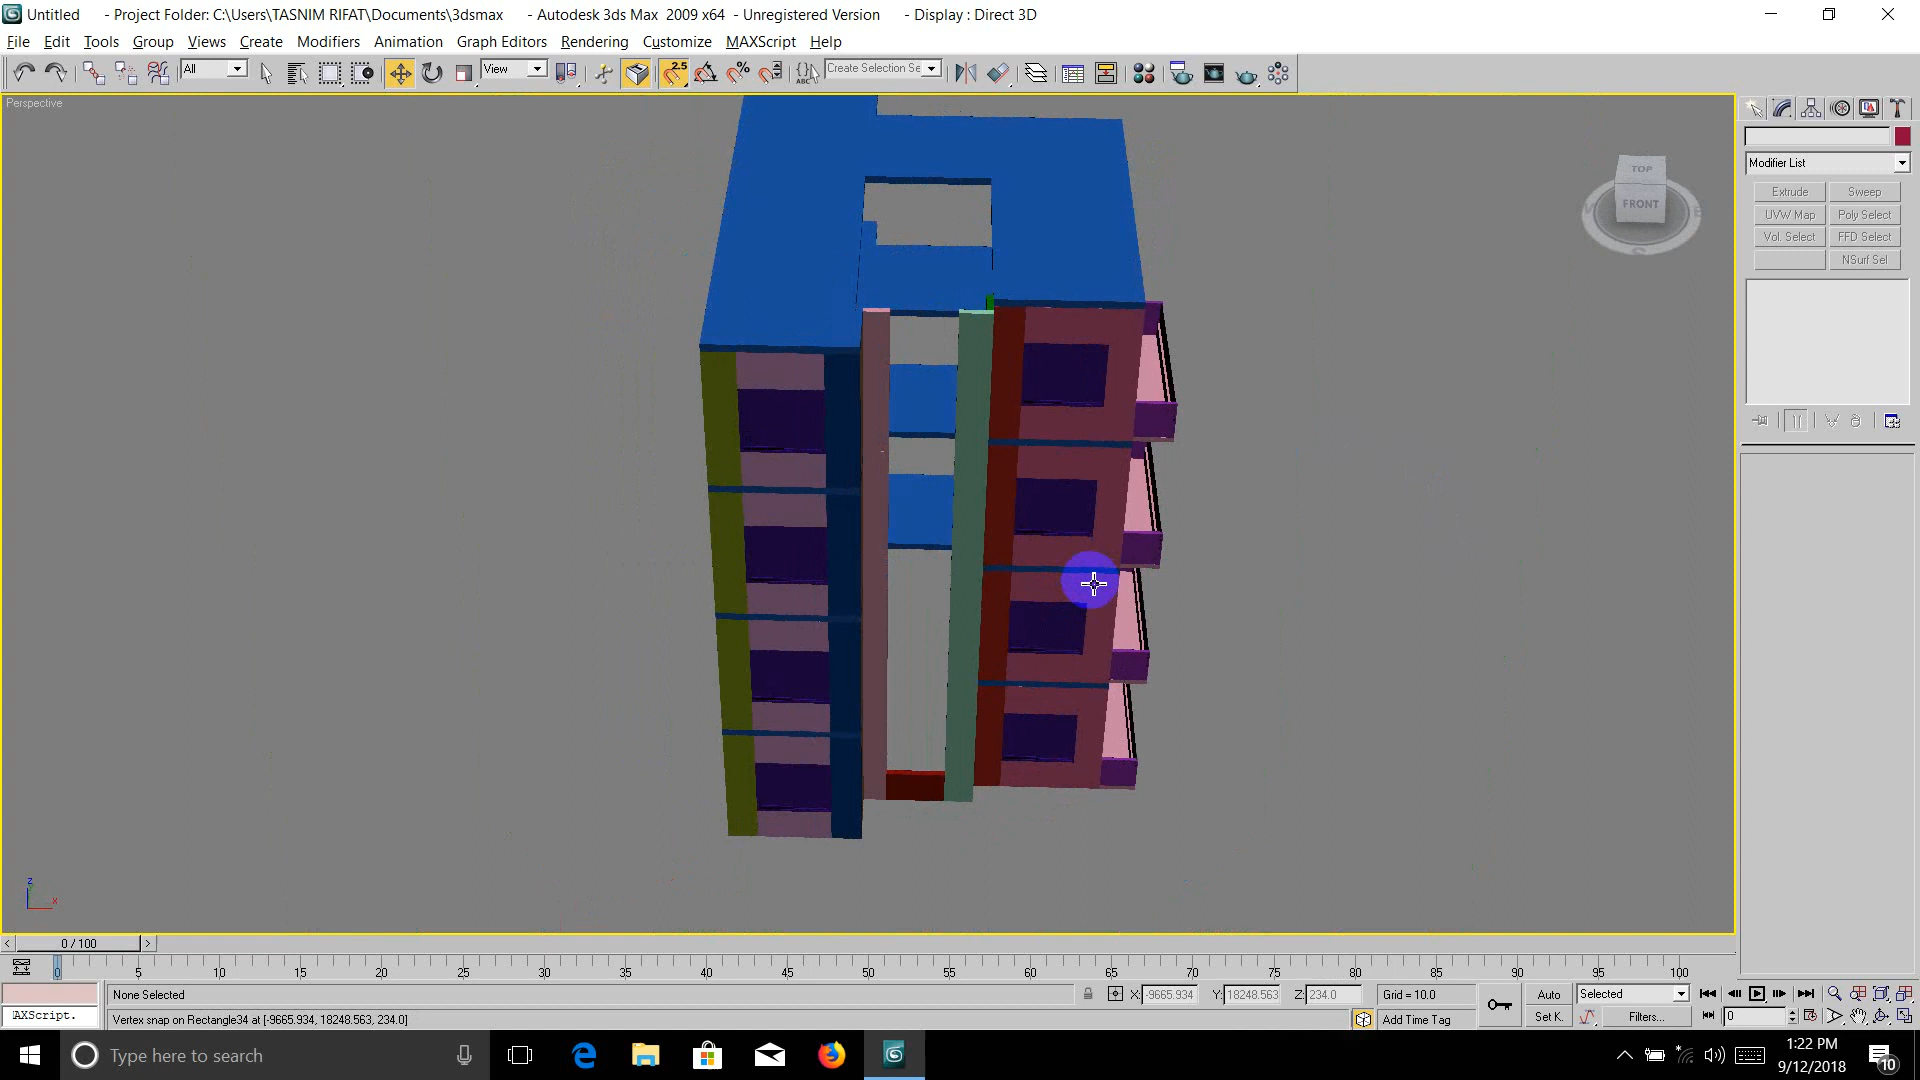 Untitled - Project Folder: C:\Users\TASNIM RIFAT\Documents\3dsmax - Autodesk 3ds Max 2009 x64 - Unregistered Version - Display : Direct 3D
File Edit Tools Group Views Create Modifiers Animation Graph Editors Rendering Customize MAXScript Help
All View 2.5 Create Selection Se
Perspective
TOP
FRONT
S
Modifier List
Extrude Sweep
UVW Map Poly Select
Vol. Select FFD Select
NSurf Sel
z
x
0 / 100
0 5 10 15 20 25 30 35 40 45 50 55 60 65 70 75 80 85 90 95 100
None Selected X: -9665.934 Y: 18248.563 Z: 234.0 Grid = 10.0 Auto Selected
AXScript. Vertex snap on Rectangle34 at [-9665.934, 18248.563, 234.0] Add Time Tag Set K. Filters... 0
Type here to search
1:22 PM
9/12/2018
10